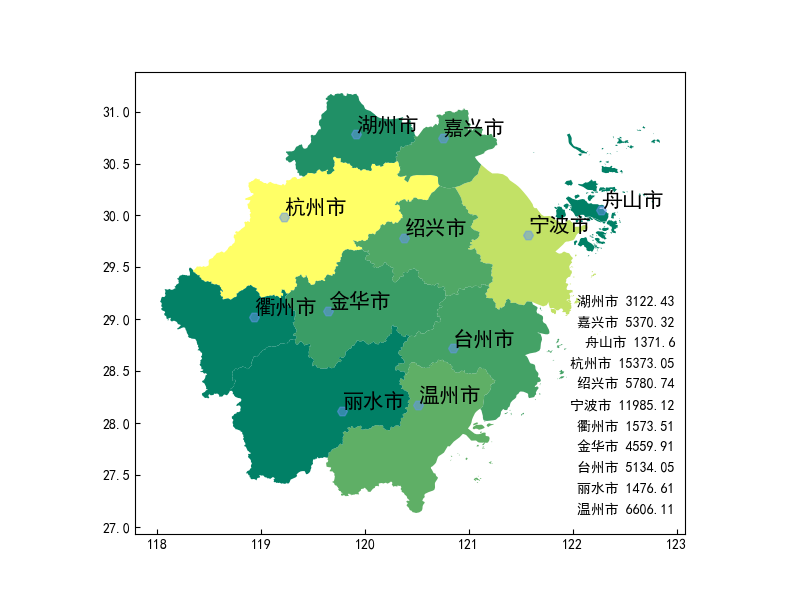 31.0
30.5
30.0
29.5
29.0
28.5
28.0
27.5
27.0
118
119
120
121
122
123
湖州市
嘉兴市
杭州市
舟山市
绍兴市
宁波市
衢州市
金华市
台州市
丽水市
温州市
湖州市 3122.43
嘉兴市 5370.32
舟山市 1371.6
杭州市 15373.05
绍兴市 5780.74
宁波市 11985.12
衢州市 1573.51
金华市 4559.91
台州市 5134.05
丽水市 1476.61
温州市 6606.11